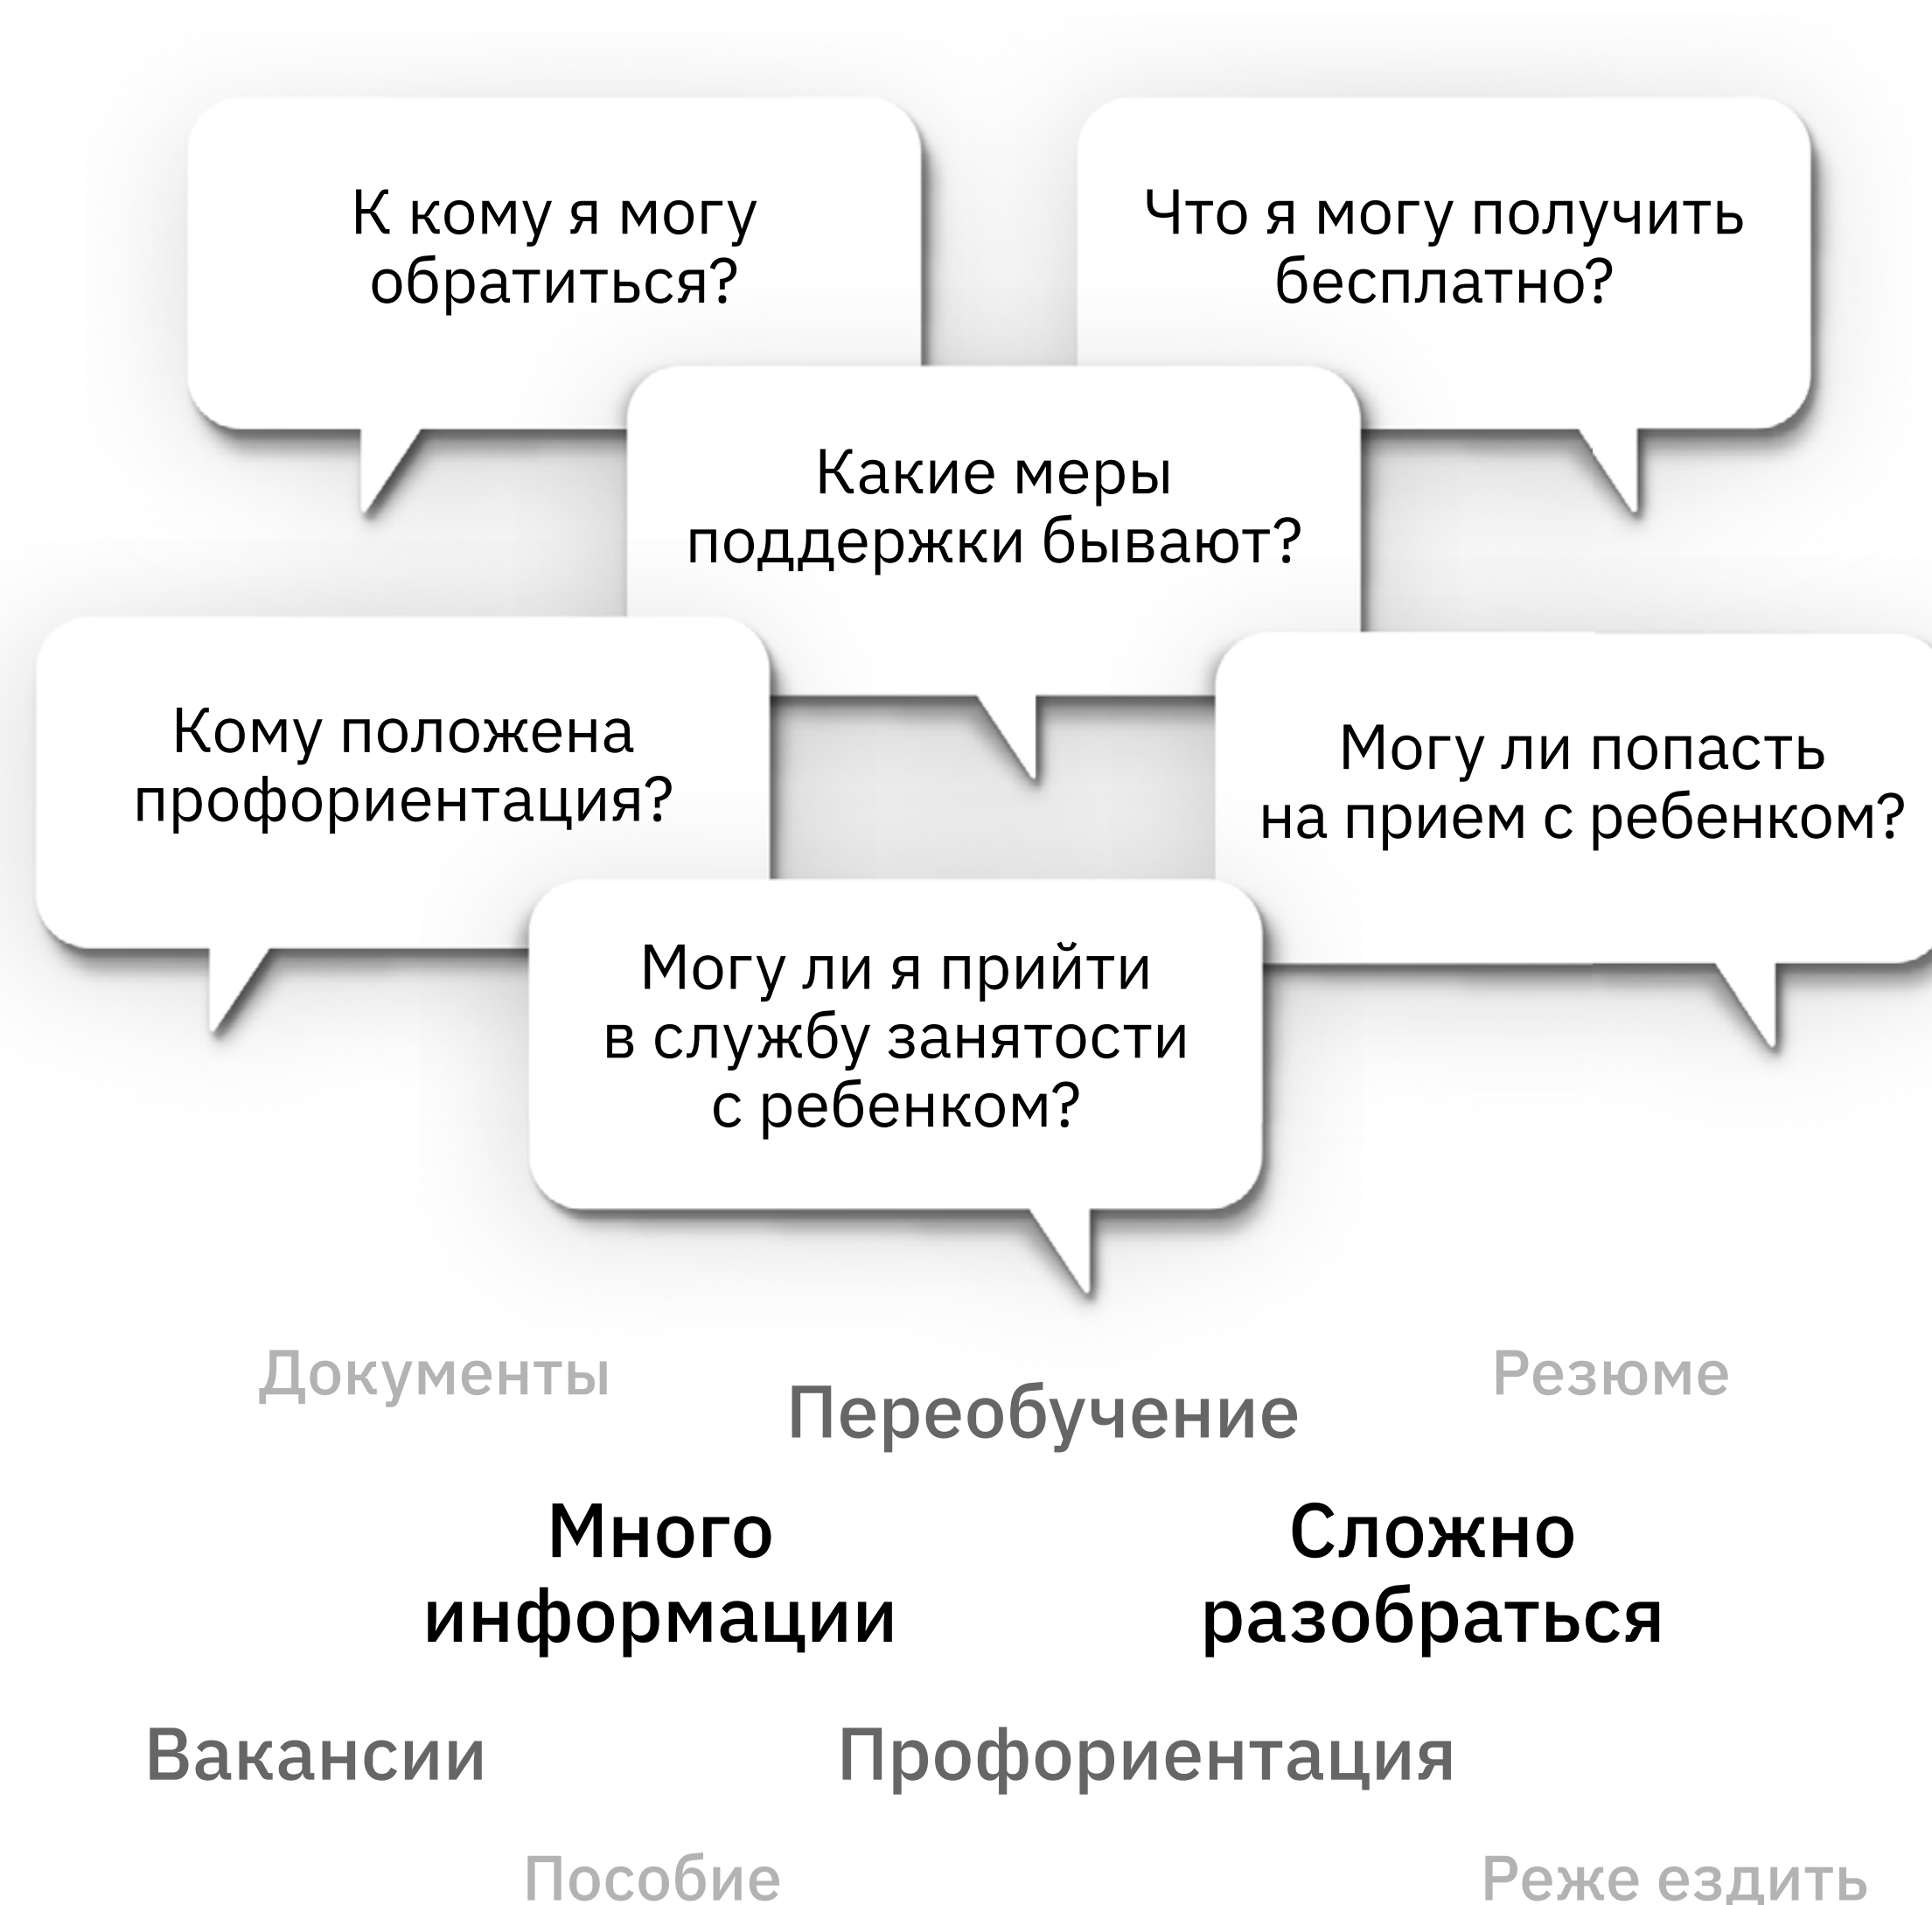 К кому я могу
обратиться?
Что я могу получить
бесплатно?
Какие меры
поддержки бывают?
Кому положена
профориентация?
Могу ли попасть
на прием с ребенком?
Могу ли я прийти
в службу занятости
с ребенком?
Документы
Резюме
Переобучение
Много
информации
Сложно
разобраться
Вакансии
Профориентация
Пособие
Реже ездить